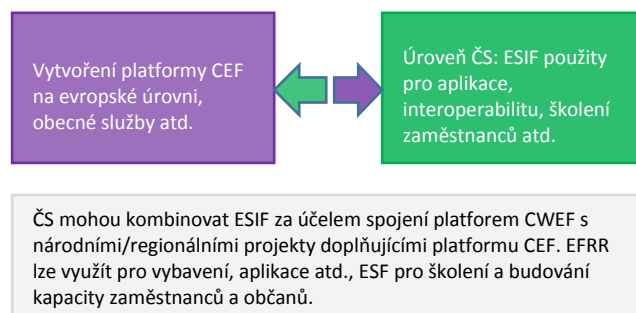 Vytvoření platformy CEF
na evropské úrovni,
obecné služby atd.
Úroveň ČS: ESIF použity
pro aplikace,
interoperabilitu, školení
zaměstnanců atd.
ČS mohou kombinovat ESIF za účelem spojení platforem CWEF s
národními/regionálními projekty doplňujícími platformu CEF. EFRR
lze využít pro vybavení, aplikace atd., ESF pro školení a budování
kapacity zaměstnanců a občanů.